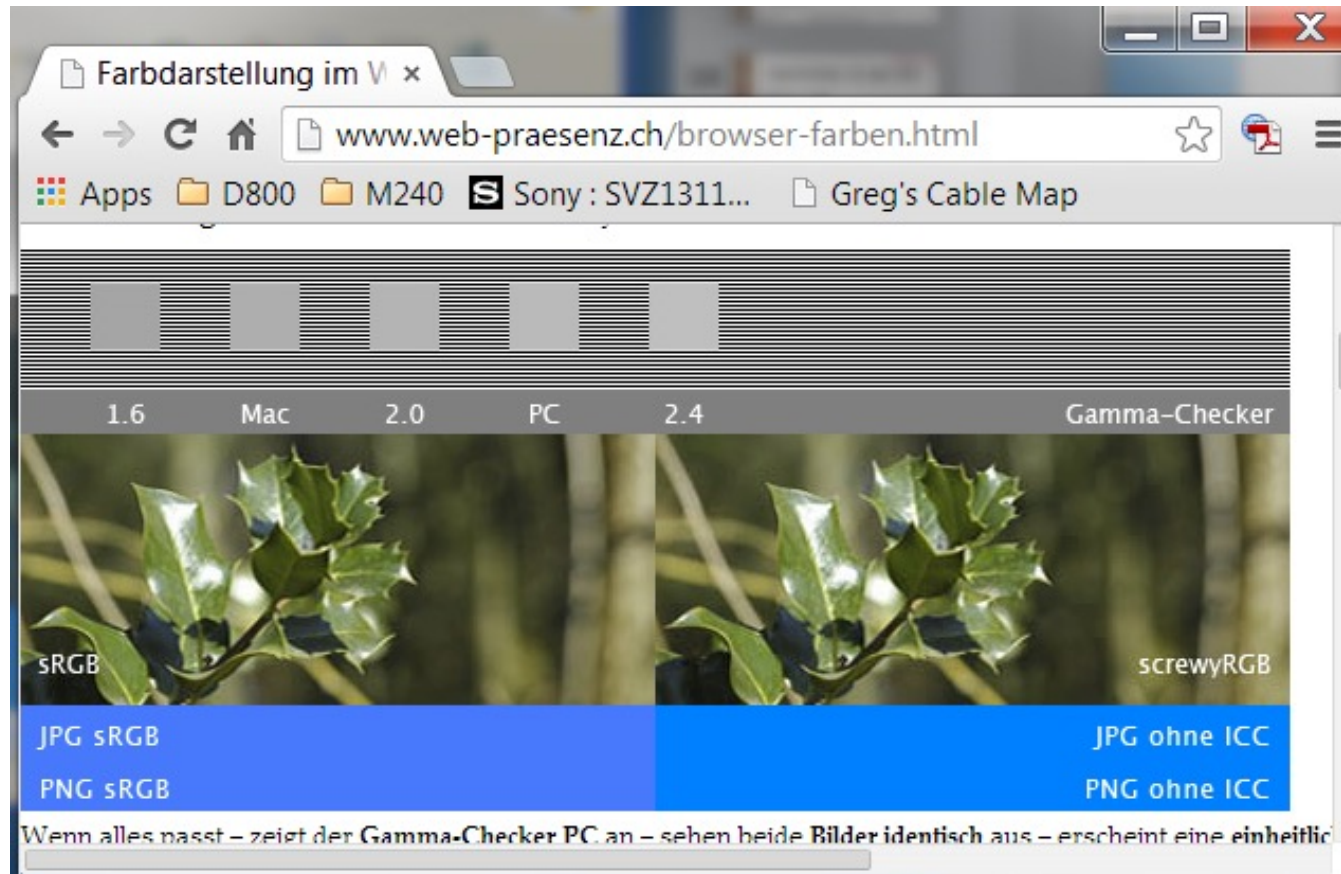 Farbdarstellung im W
www.web-praesenz.ch/browser-farben.html
Apps D800 M240 S Sony : SVZ1311... Greg's Cable Map
1.6 Mac 2.0 PC 2.4 Gamma-Checker
sRGB screwyRGB
JPG sRGB JPG ohne ICC
PNG sRGB PNG ohne ICC
Wenn alles passt – zeigt der Gamma-Checker PC an – sehen beide Bilder identisch aus – erscheint eine einheitlic